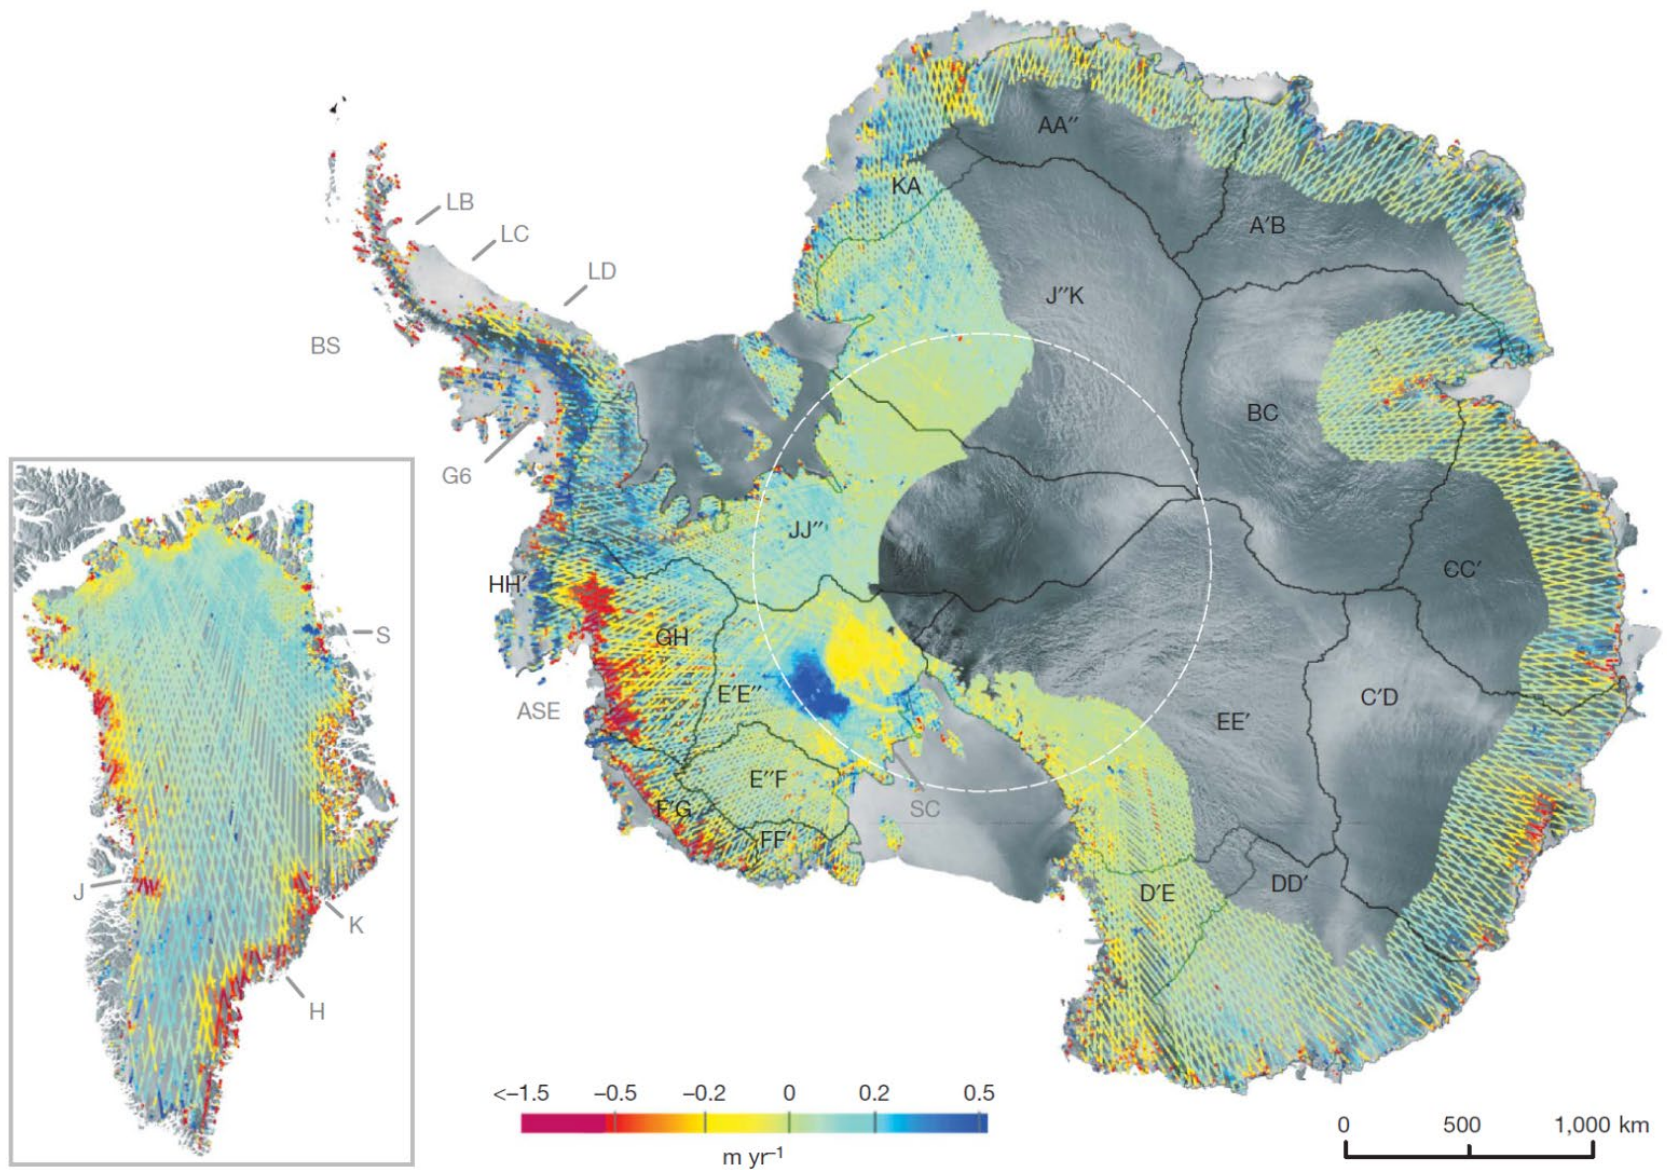 AA″
LB
KA
LC
A′B
LD
J″K
BS
BC
G6
JJ″
HH′
CC′
GH
S
E′E″
C′D
ASE
EE′
E″F
F′G
SC
FF′
J
DD′
D′E
K
H
<–1.5 –0.5 –0.2 0 0.2 0.5
m yr⁻¹
0 500 1,000 km